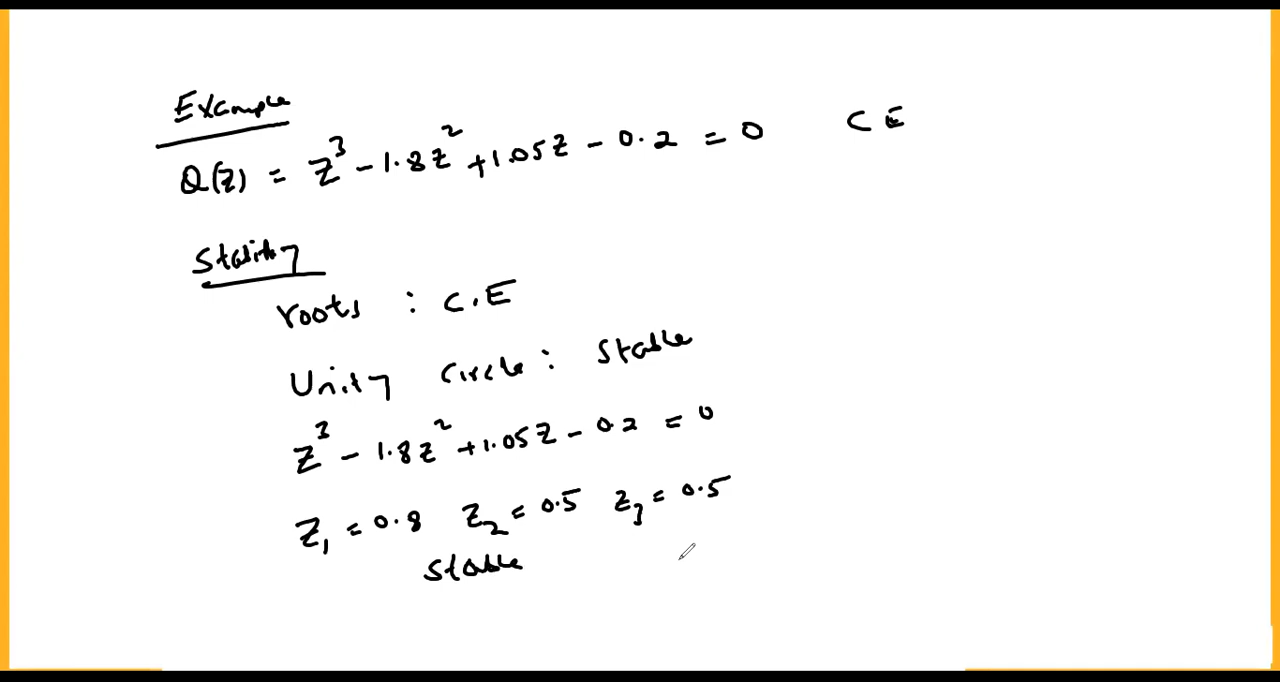 Example
Q(z) = z³ - 1.8z² + 1.05z - 0.2 = 0 C E
Stability
roots : C.E
Unity circle : stable
z³ - 1.8z² + 1.05z - 0.2 = 0
z₁ = 0.8 z₂ = 0.5 z₃ = 0.5
stable